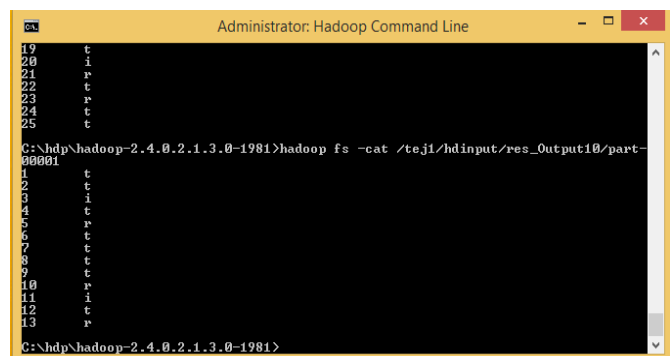 Administrator: Hadoop Command Line
19 t
20 i
21 r
22 t
23 r
24 t
25 t
C:\hdp\hadoop-2.4.0.2.1.3.0-1981>hadoop fs -cat /tej1/hdinput/res_Output10/part-
00001
1 t
2 t
3 i
4 t
5 r
6 t
7 t
8 t
9 t
10 r
11 i
12 t
13 r
C:\hdp\hadoop-2.4.0.2.1.3.0-1981>